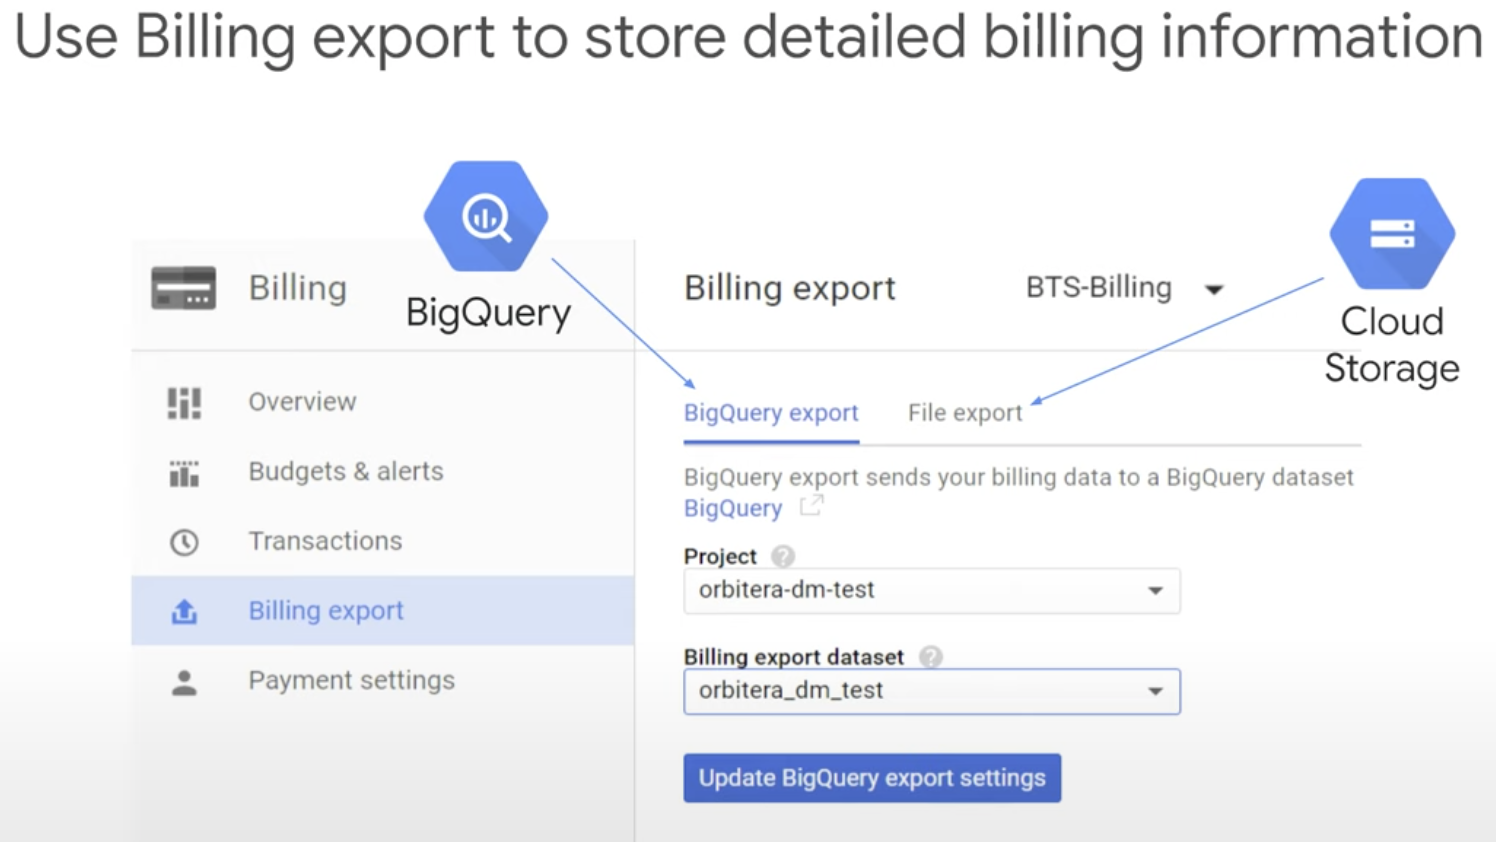 Use Billing export to store detailed billing information
BigQuery
Cloud
Storage
Billing
Billing export
BTS-Billing
Overview
Budgets & alerts
Transactions
Billing export
Payment settings
BigQuery export
File export
BigQuery export sends your billing data to a BigQuery dataset
BigQuery
Project ?
orbitera-dm-test
Billing export dataset ?
orbitera_dm_test
Update BigQuery export settings